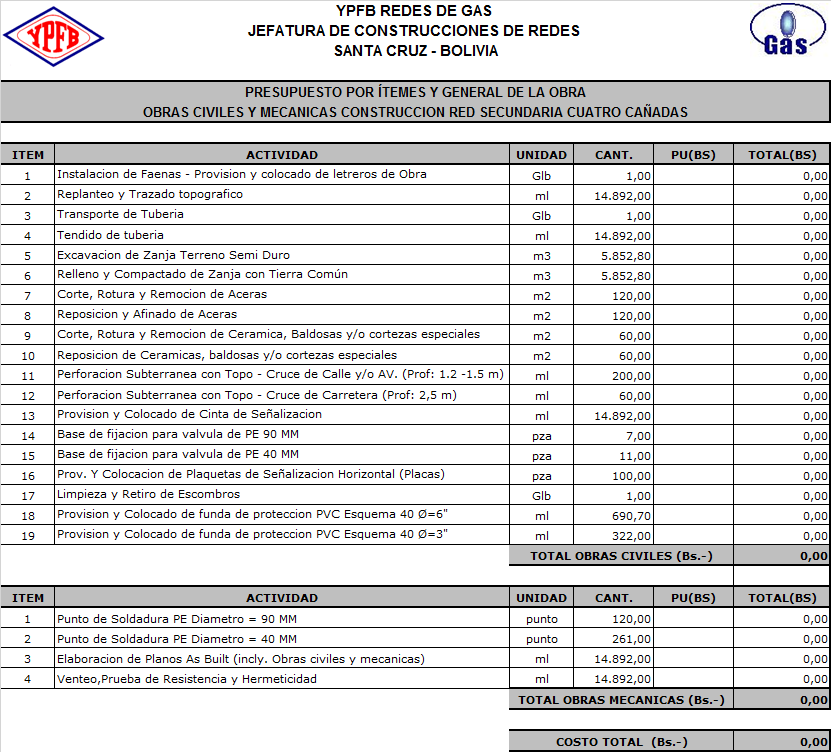 YPFB REDES DE GAS
JEFATURA DE CONSTRUCCIONES DE REDES
SANTA CRUZ - BOLIVIA
YPFB
Gas
PRESUPUESTO POR ÍTEMES Y GENERAL DE LA OBRA
OBRAS CIVILES Y MECANICAS CONSTRUCCION RED SECUNDARIA CUATRO CAÑADAS
ITEM ACTIVIDAD UNIDAD CANT. PU(BS) TOTAL(BS)
1 Instalacion de Faenas - Provision y colocado de letreros de Obra Glb 1,00 0,00
2 Replanteo y Trazado topografico ml 14.892,00 0,00
3 Transporte de Tuberia Glb 1,00 0,00
4 Tendido de tuberia ml 14.892,00 0,00
5 Excavacion de Zanja Terreno Semi Duro m3 5.852,80 0,00
6 Relleno y Compactado de Zanja con Tierra Común m3 5.852,80 0,00
7 Corte, Rotura y Remocion de Aceras m2 120,00 0,00
8 Reposicion y Afinado de Aceras m2 120,00 0,00
9 Corte, Rotura y Remocion de Ceramica, Baldosas y/o cortezas especiales m2 60,00 0,00
10 Reposicion de Ceramicas, baldosas y/o cortezas especiales m2 60,00 0,00
11 Perforacion Subterranea con Topo - Cruce de Calle y/o AV. (Prof: 1.2 -1.5 m) ml 200,00 0,00
12 Perforacion Subterranea con Topo - Cruce de Carretera (Prof: 2,5 m) ml 60,00 0,00
13 Provision y Colocado de Cinta de Señalizacion ml 14.892,00 0,00
14 Base de fijacion para valvula de PE 90 MM pza 7,00 0,00
15 Base de fijacion para valvula de PE 40 MM pza 11,00 0,00
16 Prov. Y Colocacion de Plaquetas de Señalizacion Horizontal (Placas) pza 100,00 0,00
17 Limpieza y Retiro de Escombros Glb 1,00 0,00
18 Provision y Colocado de funda de proteccion PVC Esquema 40 Ø=6" ml 690,70 0,00
19 Provision y Colocado de funda de proteccion PVC Esquema 40 Ø=3" ml 322,00 0,00
TOTAL OBRAS CIVILES (Bs.-) 0,00
ITEM ACTIVIDAD UNIDAD CANT. PU(BS) TOTAL(BS)
1 Punto de Soldadura PE Diametro = 90 MM punto 120,00 0,00
2 Punto de Soldadura PE Diametro = 40 MM punto 261,00 0,00
3 Elaboracion de Planos As Built (incly. Obras civiles y mecanicas) ml 14.892,00 0,00
4 Venteo,Prueba de Resistencia y Hermeticidad ml 14.892,00 0,00
TOTAL OBRAS MECANICAS (Bs.-) 0,00
COSTO TOTAL (Bs.-) 0,00